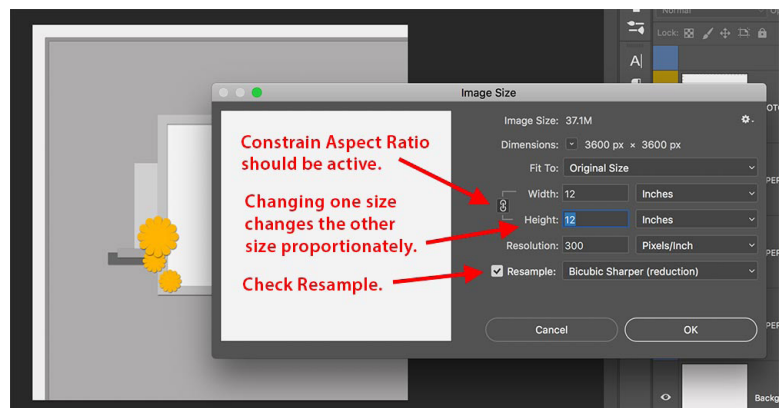 Normal
Lock:
A|
Image Size
Image Size: 37.1M
Constrain Aspect Ratio
should be active.
Dimensions: 3600 px × 3600 px
Fit To: Original Size
Changing one size
changes the other
size proportionately.
Width: 12 Inches
Height: 12 Inches
Resolution: 300 Pixels/Inch
Check Resample.
Resample: Bicubic Sharper (reduction)
Cancel OK
Backg